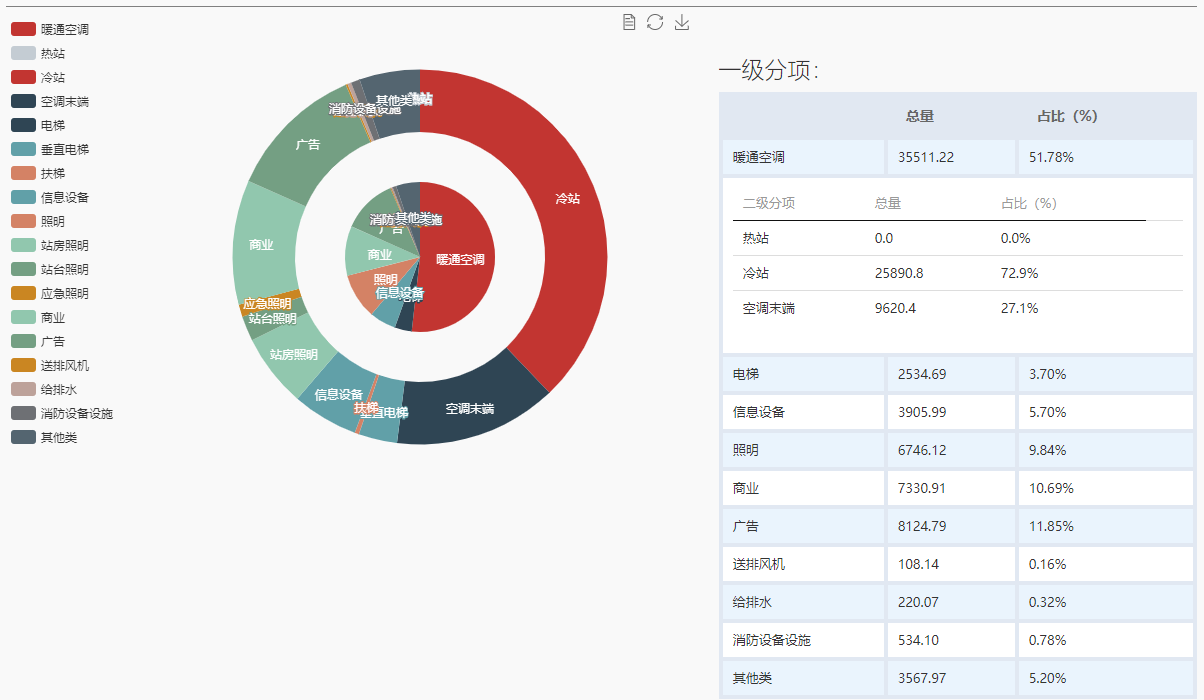 暖通空调
热站
冷站
空调末端
电梯
垂直电梯
扶梯
信息设备
照明
站房照明
站台照明
应急照明
商业
广告
送排风机
给排水
消防设备设施
其他类
消防设备设施
其他类
热站
广告
冷站
商业
应急照明
站台照明
站房照明
信息设备
扶梯
垂直电梯
空调末端
消防设备设施
其他类
广告
商业
暖通空调
照明
信息设备
一级分项：
总量 占比（%）
暖通空调 35511.22 51.78%
二级分项 总量 占比（%）
热站 0.0 0.0%
冷站 25890.8 72.9%
空调末端 9620.4 27.1%
电梯 2534.69 3.70%
信息设备 3905.99 5.70%
照明 6746.12 9.84%
商业 7330.91 10.69%
广告 8124.79 11.85%
送排风机 108.14 0.16%
给排水 220.07 0.32%
消防设备设施 534.10 0.78%
其他类 3567.97 5.20%